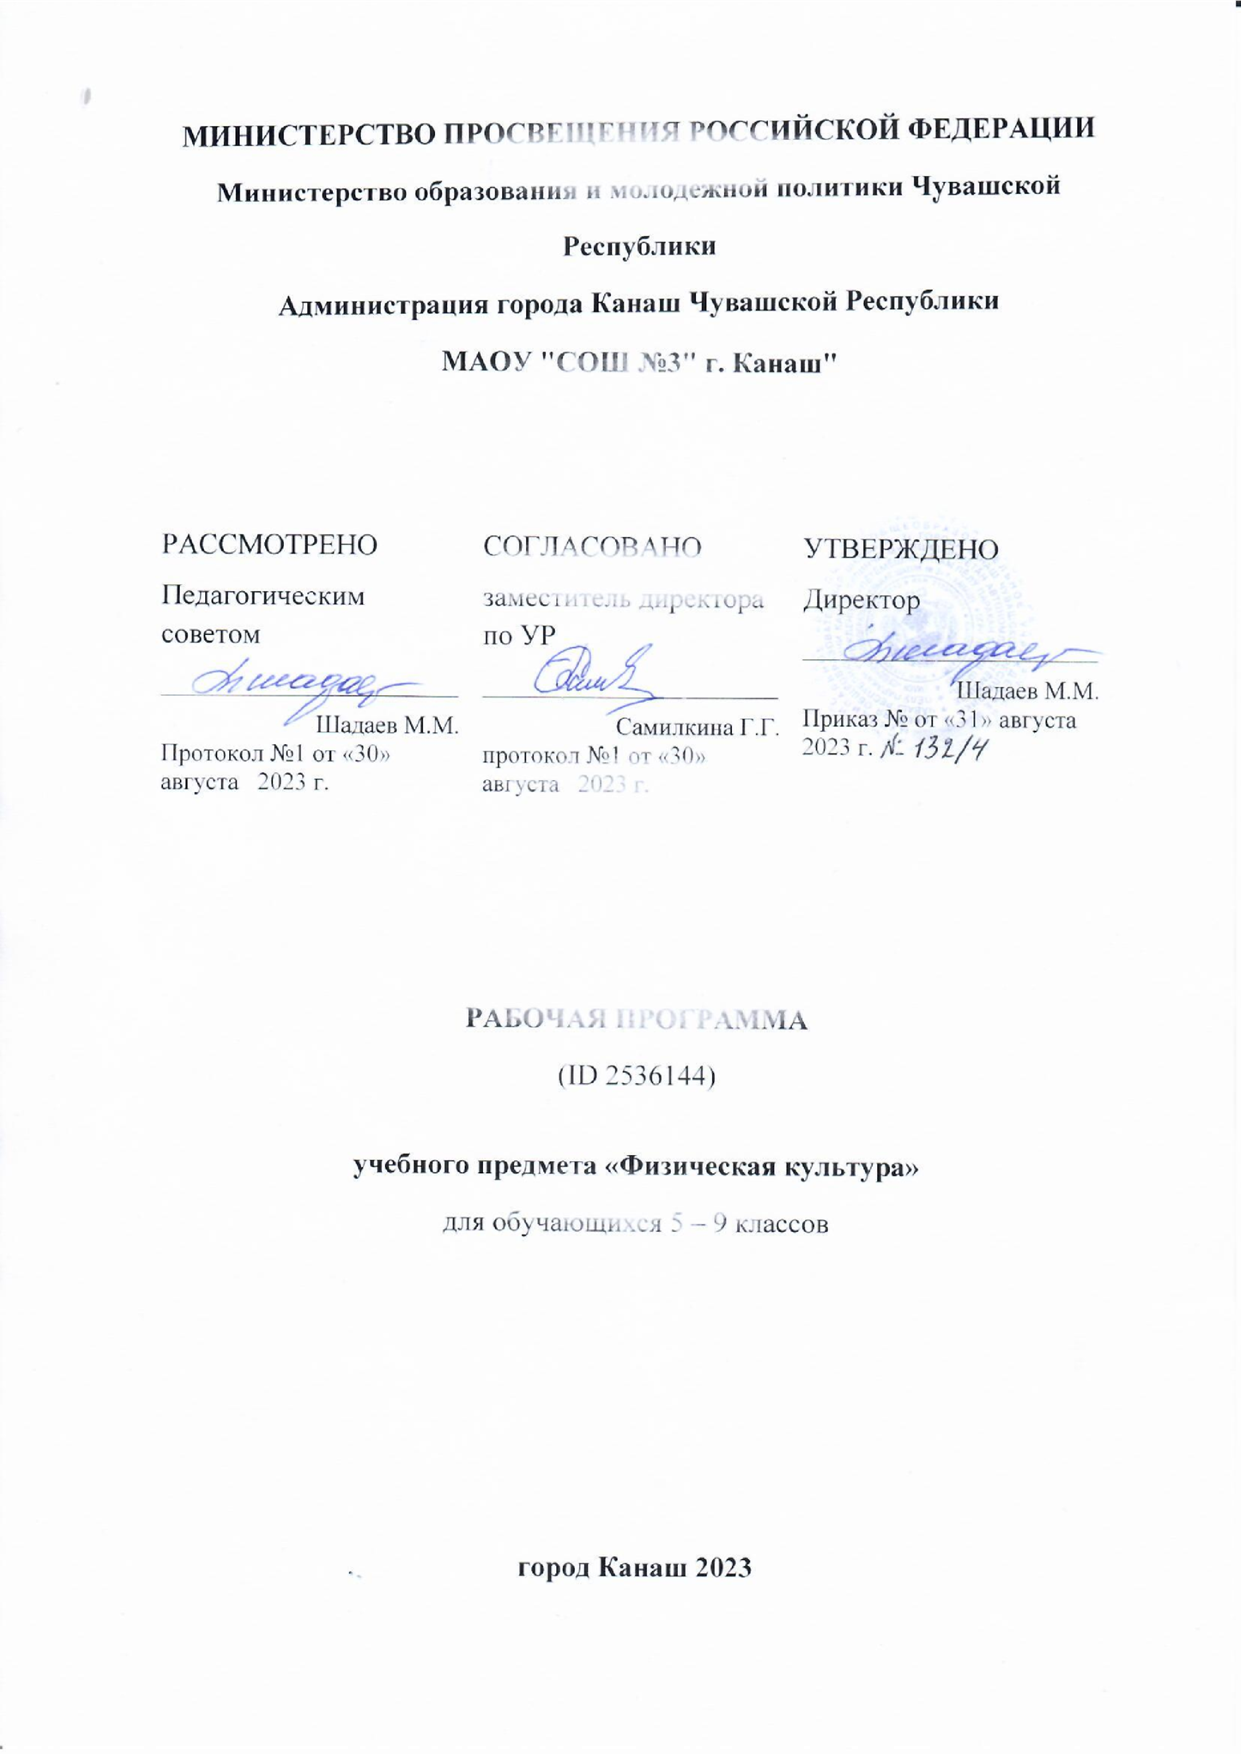 МИНИСТЕРСТВО ПРОСВЕЩЕНИЯ РОССИЙСКОЙ ФЕДЕРАЦИИ
Министерство образования и молодежной политики Чувашской
Республики
Администрация города Канаш Чувашской Республики
МАОУ "СОШ №3" г. Канаш"
РАССМОТРЕНО
Педагогическим
советом
Шадаев М.М.
Протокол №1 от «30»
августа 2023 г.
СОГЛАСОВАНО
заместитель директора
по УР
Самилкина Г.Г.
протокол №1 от «30»
августа 2023 г.
УТВЕРЖДЕНО
Директор
Шадаев М.М.
Приказ № от «31» августа
2023 г. № 132/4
РАБОЧАЯ ПРОГРАММА
(ID 2536144)
учебного предмета «Физическая культура»
для обучающихся 5 – 9 классов
город Канаш 2023